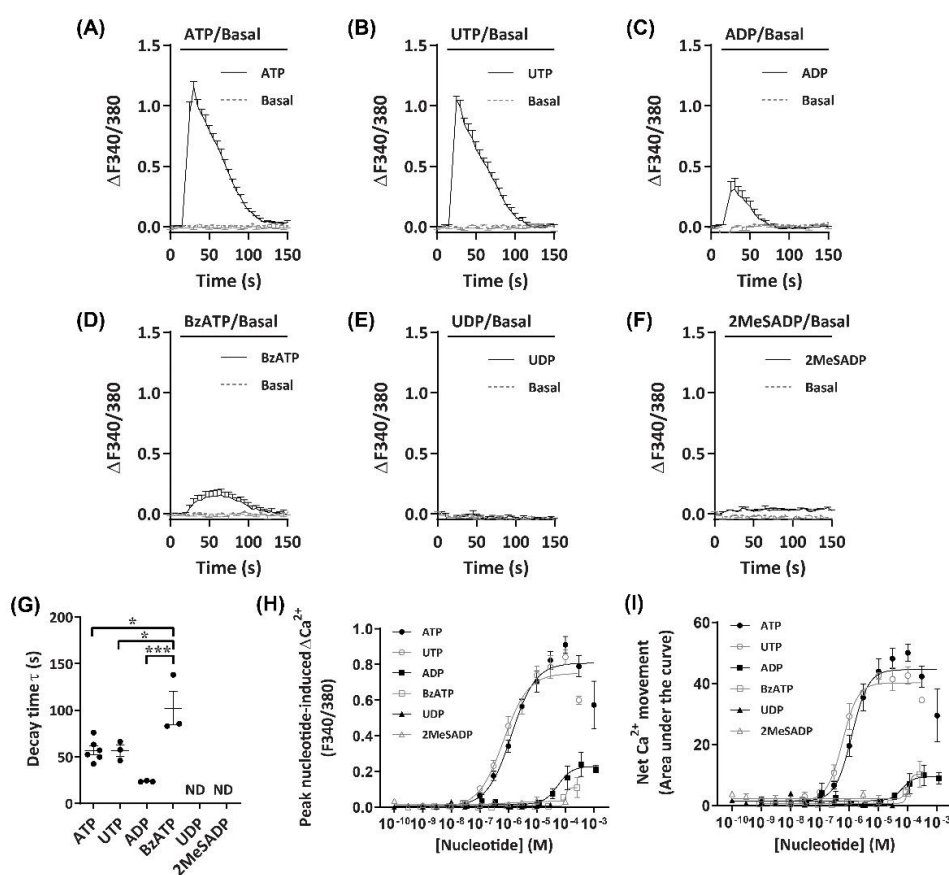 (A) ATP/Basal
1.5
ATP
Basal
1.0
0.5
0.0
△F340/380
0 50 100 150
Time (s)
(B) UTP/Basal
1.5
UTP
Basal
1.0
0.5
0.0
△F340/380
0 50 100 150
Time (s)
(C) ADP/Basal
1.5
ADP
Basal
1.0
0.5
0.0
△F340/380
0 50 100 150
Time (s)
(D) BzATP/Basal
1.5
BzATP
Basal
1.0
0.5
0.0
△F340/380
0 50 100 150
Time (s)
(E) UDP/Basal
1.5
UDP
Basal
1.0
0.5
0.0
△F340/380
0 50 100 150
Time (s)
(F) 2MeSADP/Basal
1.5
2MeSADP
Basal
1.0
0.5
0.0
△F340/380
0 50 100 150
Time (s)
(G)
200
150
100
50
0
Decay time τ (s)
*
*
***
ND ND
ATP
UTP
ADP
BzATP
UDP
2MeSADP
(H)
Peak nucleotide-induced △Ca²⁺
(F340/380)
1.0
0.8
0.6
0.4
0.2
0.0
ATP
UTP
ADP
BzATP
UDP
2MeSADP
10⁻¹⁰ 10⁻⁹ 10⁻⁸ 10⁻⁷ 10⁻⁶ 10⁻⁵ 10⁻⁴ 10⁻³
[Nucleotide] (M)
(I)
Net Ca²⁺ movement
(Area under the curve)
60
40
20
0
ATP
UTP
ADP
BzATP
UDP
2MeSADP
10⁻¹⁰ 10⁻⁹ 10⁻⁸ 10⁻⁷ 10⁻⁶ 10⁻⁵ 10⁻⁴ 10⁻³
[Nucleotide] (M)